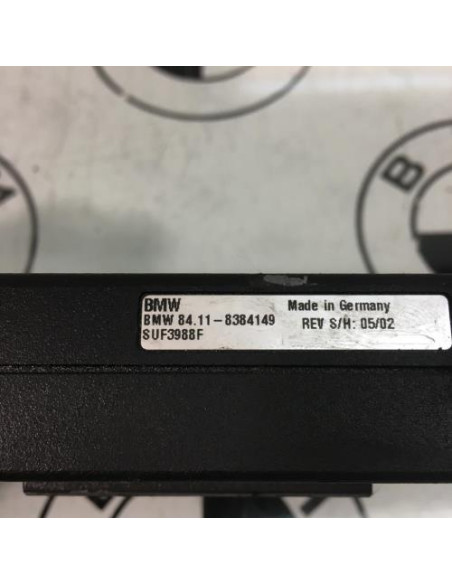 BMW
BMW 84.11-8384149
SUF3988F
Made in Germany
REV S/H: 05/02
B